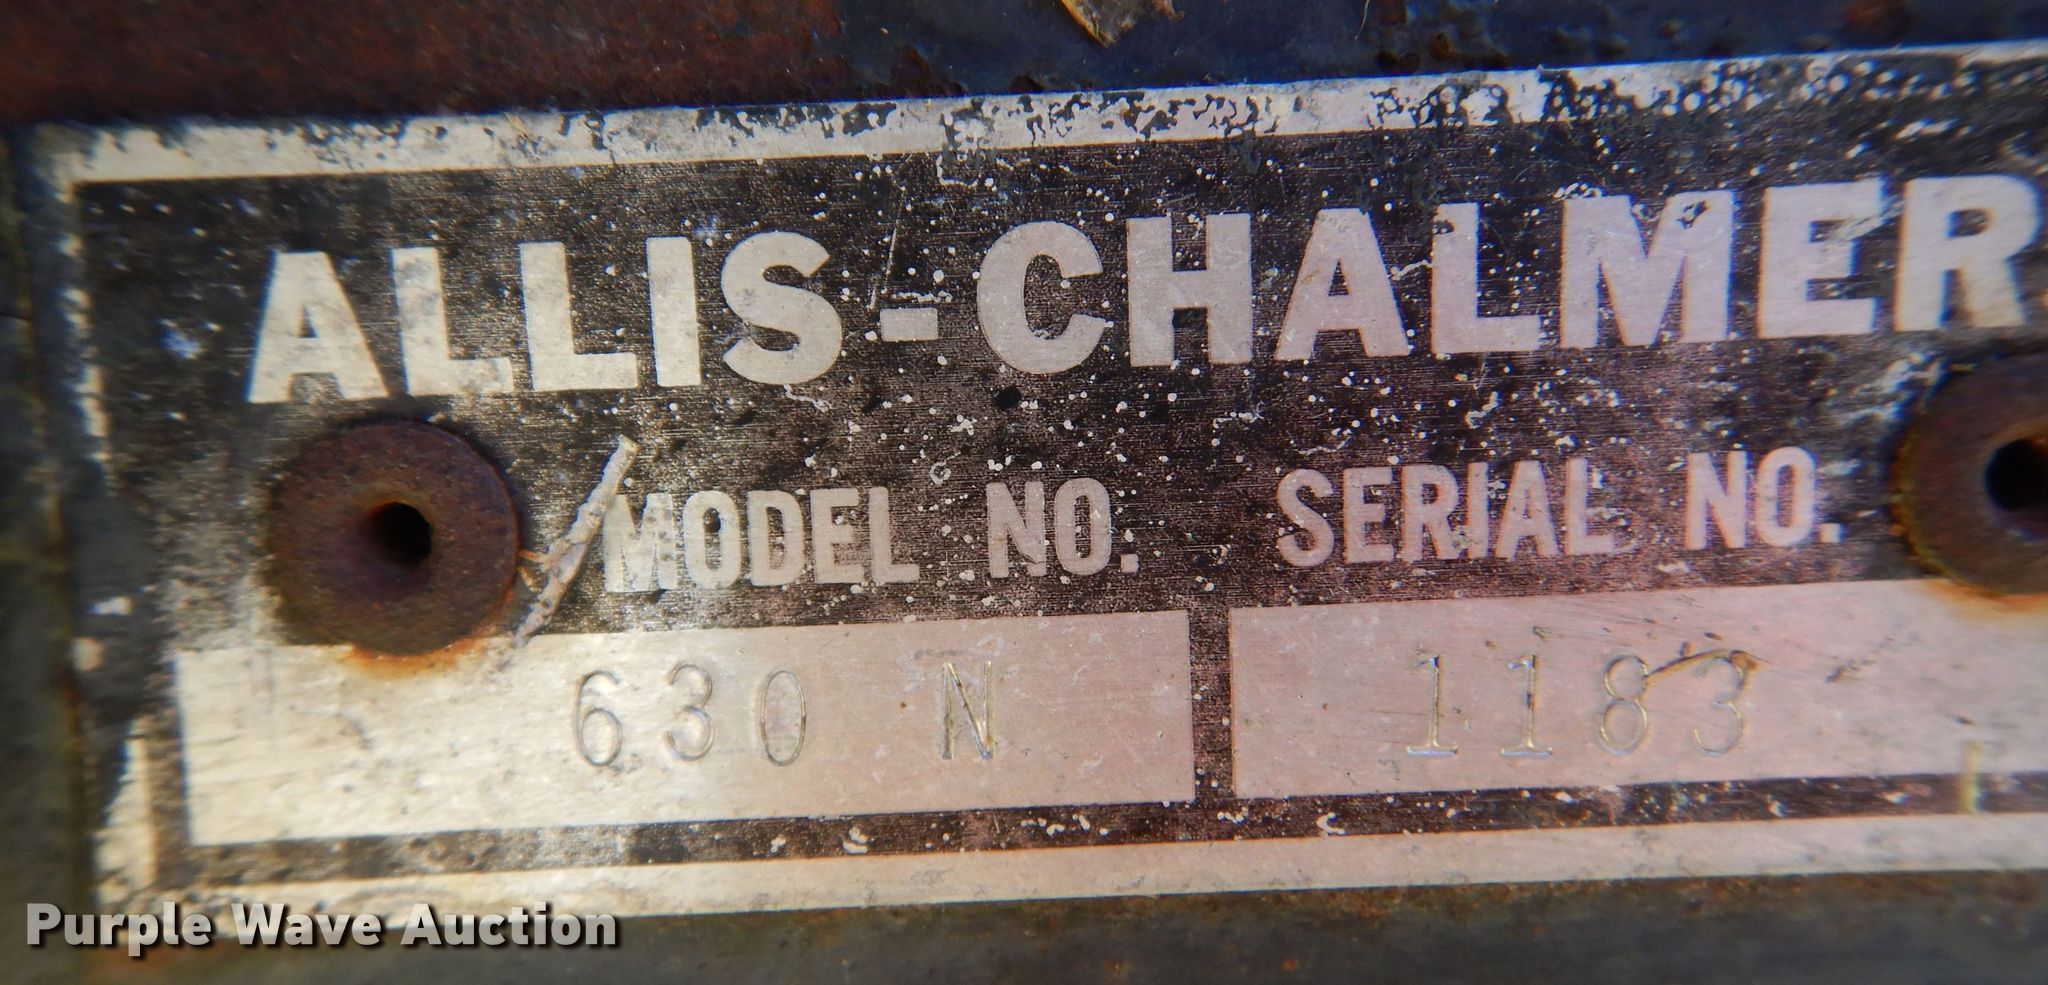 ALLIS-CHALMER
MODEL NO. SERIAL NO.
630 N 1183
Purple Wave Auction